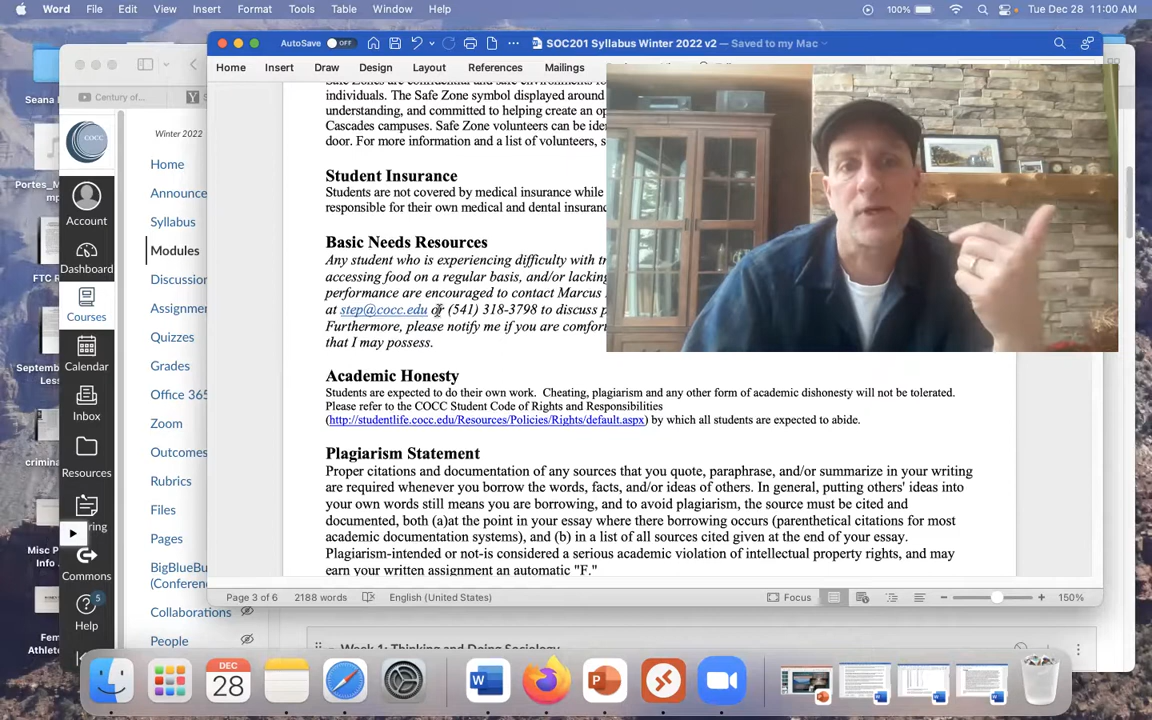 Word File Edit View Insert Format Tools Table Window Help
100% Tue Dec 28 11:00 AM
AutoSave OFF
SOC201 Syllabus Winter 2022 v2 — Saved to my Mac
Home Insert Draw Design Layout References Mailings
Seana
Century of...
Winter 2022
COCC
Account
Dashboard
Courses
Calendar
Inbox
Resources
Commons
5
Help
Home
Announce
Syllabus
Modules
Discussion
Assignment
Quizzes
Grades
Office 365
Zoom
Outcomes
Rubrics
Files
Pages
BigBlueBu
(Conference
Collaborations
People
individuals. The Safe Zone symbol displayed around
understanding, and committed to helping create an op
Cascades campuses. Safe Zone volunteers can be ide
door. For more information and a list of volunteers, s
Student Insurance
Students are not covered by medical insurance while
responsible for their own medical and dental insuranc
Basic Needs Resources
Any student who is experiencing difficulty with tr
accessing food on a regular basis, and/or lacking
performance are encouraged to contact Marcus
at step@cocc.edu or (541) 318-3798 to discuss p
Furthermore, please notify me if you are comfor
that I may possess.
Academic Honesty
Students are expected to do their own work. Cheating, plagiarism and any other form of academic dishonesty will not be tolerated.
Please refer to the COCC Student Code of Rights and Responsibilities
(http://studentlife.cocc.edu/Resources/Policies/Rights/default.aspx) by which all students are expected to abide.
Plagiarism Statement
Proper citations and documentation of any sources that you quote, paraphrase, and/or summarize in your writing
are required whenever you borrow the words, facts, and/or ideas of others. In general, putting others' ideas into
your own words still means you are borrowing, and to avoid plagiarism, the source must be cited and
documented, both (a)at the point in your essay where there borrowing occurs (parenthetical citations for most
academic documentation systems), and (b) in a list of all sources cited given at the end of your essay.
Plagiarism-intended or not-is considered a serious academic violation of intellectual property rights, and may
earn your written assignment an automatic "F."
Page 3 of 6 2188 words English (United States) Focus 150%
Week 1: Thinking and Doing Sociology
DEC
28